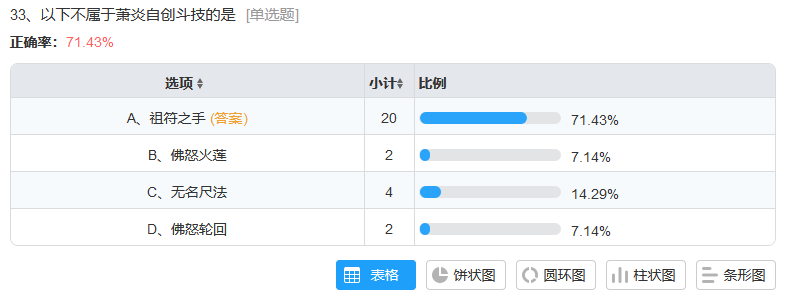 33、以下不属于萧炎自创斗技的是 [单选题]
正确率：71.43%
选项 小计 比例
A、祖符之手 (答案) 20 71.43%
B、佛怒火莲 2 7.14%
C、无名尺法 4 14.29%
D、佛怒轮回 2 7.14%
表格 饼状图 圆环图 柱状图 条形图